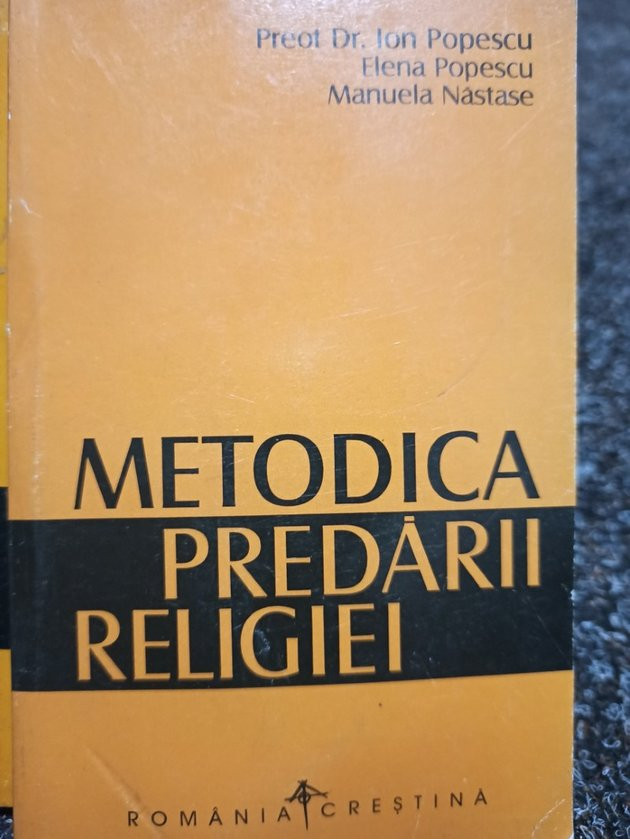 Preot Dr. Ion Popescu
Elena Popescu
Manuela Năstase
METODICA
PREDĂRII
RELIGIEI
ROMÂNIA CREȘTINĂ